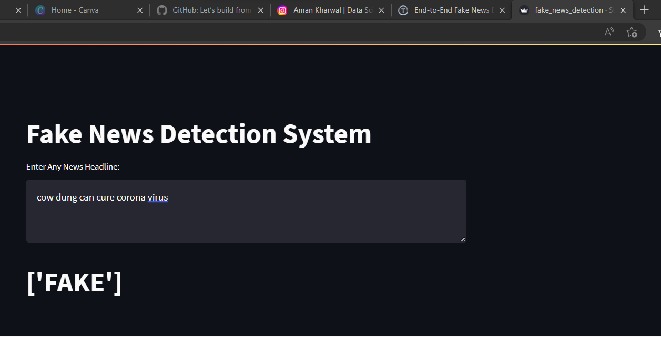 Home - Canva
GitHub: Let's build from
Aman Kharwal | Data Sc
End-to-End Fake News
fake_news_detection · S
Fake News Detection System
Enter Any News Headline:
cow dung can cure corona virus
['FAKE']